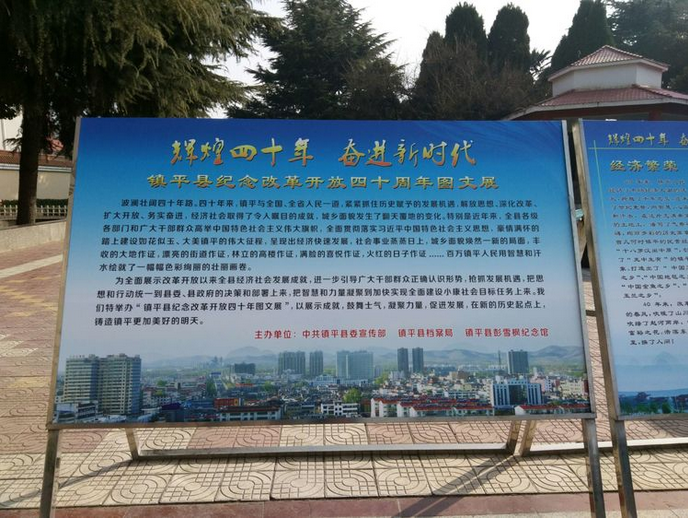 辉煌四十年 奋进新时代
镇平县纪念改革开放四十周年图文展
波澜壮阔四十年路。四十年来,镇平与全国、全省人民一道,紧紧抓住历史赋予的发展机遇,解放思想、深化改革、
扩大开放、务实奋进,经济社会取得了令人瞩目的成就,城乡面貌发生了翻天覆地的变化。特别是近年来,全县各级
各部门和广大干部群众高举中国特色社会主义伟大旗帜,全面贯彻落实习近平中国特色社会主义思想,豪情满怀的
踏上建设如花似玉、大美镇平的伟大征程,呈现出经济快速发展,社会事业蒸蒸日上,城乡面貌焕然一新的局面,丰
收的大地作证,漂亮的街道作证,林立的高楼作证,满脸的喜悦作证,火红的日子作证……百万镇平人民用智慧和汗
水绘就了一幅幅色彩绚丽的壮丽画卷。
为全面展示改革开放以来全县经济社会发展成就,进一步引导广大干部群众正确认识形势,抢抓发展机遇,把思
想和行动统一到县委、县政府的决策和部署上来,把智慧和力量凝聚到加快实现全面建设小康社会目标任务上来,我
们特举办“镇平县纪念改革开放四十年图文展”,以展示成就,鼓舞士气,凝聚力量,促进发展,在新的历史起点上,
铸造镇平更加美好的明天。
主办单位:中共镇平县委宣传部 镇平县档案局 镇平县彭雪枫纪念馆
辉煌四十年
经济繁荣